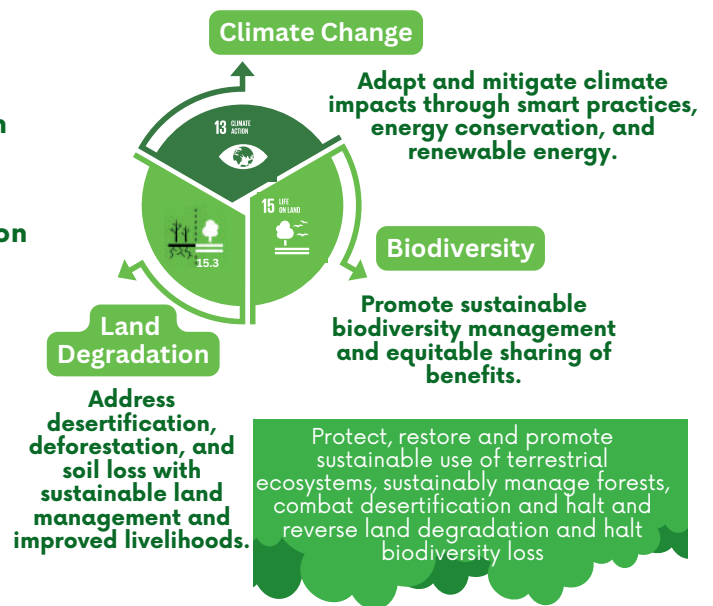 Climate Change
Adapt and mitigate climate
impacts through smart practices,
energy conservation, and
renewable energy.
13 CLIMATE
ACTION
15 LIFE
ON LAND
15.3
Biodiversity
Promote sustainable
biodiversity management
and equitable sharing of
benefits.
Land
Degradation
Address
desertification,
deforestation, and
soil loss with
sustainable land
management and
improved livelihoods.
Protect, restore and promote
sustainable use of terrestrial
ecosystems, sustainably manage forests,
combat desertification and halt and
reverse land degradation and halt
biodiversity loss